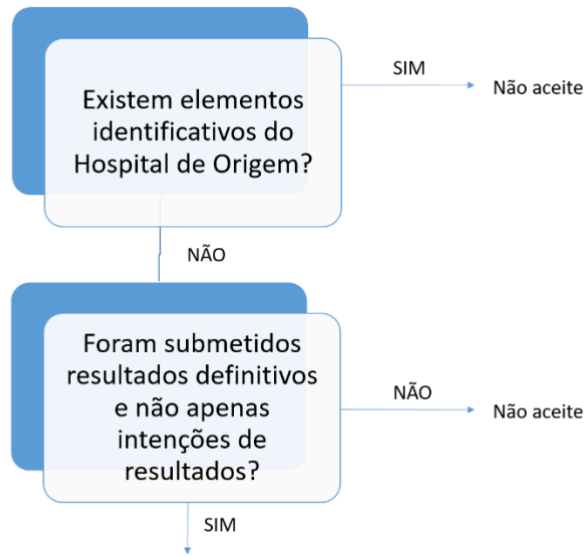 Existem elementos
identificativos do
Hospital de Origem?
SIM
Não aceite
NÃO
Foram submetidos
resultados definitivos
e não apenas
intenções de
resultados?
NÃO
Não aceite
SIM